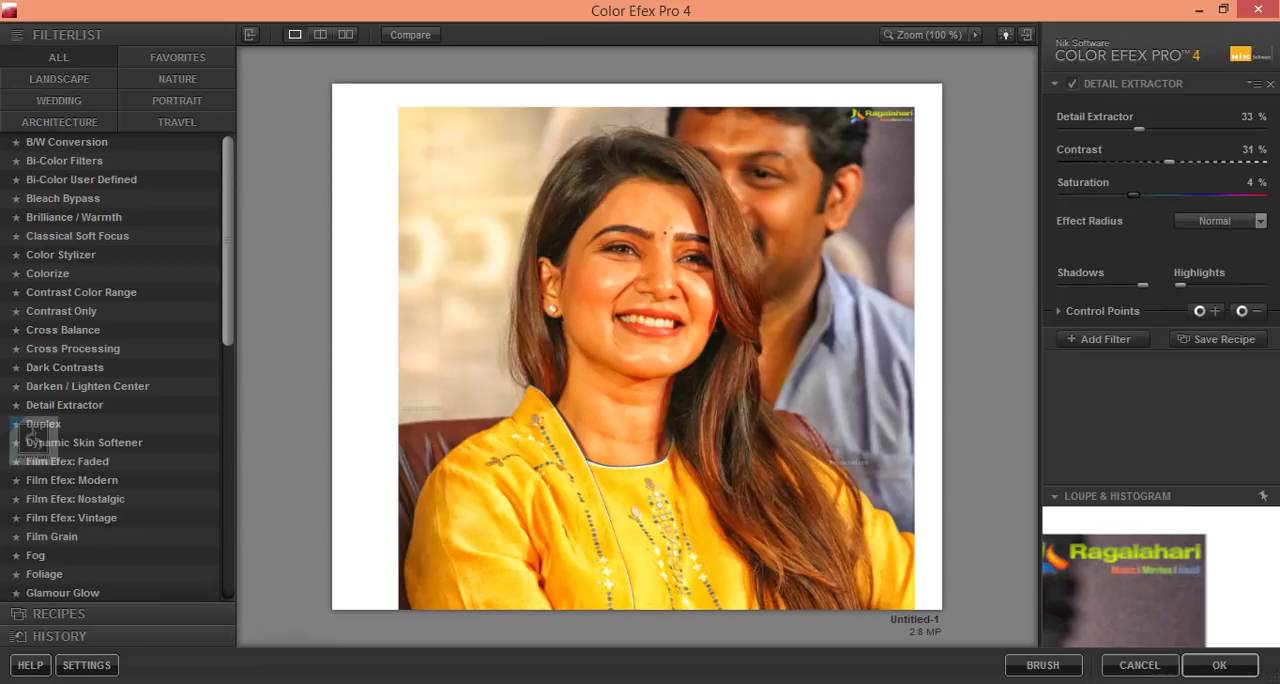 Color Efex Pro 4
FILTERLIST
ALL
FAVORITES
LANDSCAPE
NATURE
WEDDING
PORTRAIT
ARCHITECTURE
TRAVEL
B/W Conversion
Bi-Color Filters
Bi-Color User Defined
Bleach Bypass
Brilliance / Warmth
Classical Soft Focus
Color Stylizer
Colorize
Contrast Color Range
Contrast Only
Cross Balance
Cross Processing
Dark Contrasts
Darken / Lighten Center
Detail Extractor
Duplex
Dynamic Skin Softener
Film Efex: Faded
Film Efex: Modern
Film Efex: Nostalgic
Film Efex: Vintage
Film Grain
Fog
Foliage
Glamour Glow
RECIPES
HISTORY
HELP
SETTINGS
Compare
Zoom (100 %)
Ragalahari
Untitled-1
2.8 MP
Nik Software
COLOR EFEX PRO™ 4
DETAIL EXTRACTOR
Detail Extractor 33 %
Contrast 31 %
Saturation 4 %
Effect Radius Normal
Shadows Highlights
Control Points
+ Add Filter
Save Recipe
LOUPE & HISTOGRAM
Ragalahari
BRUSH
CANCEL
OK